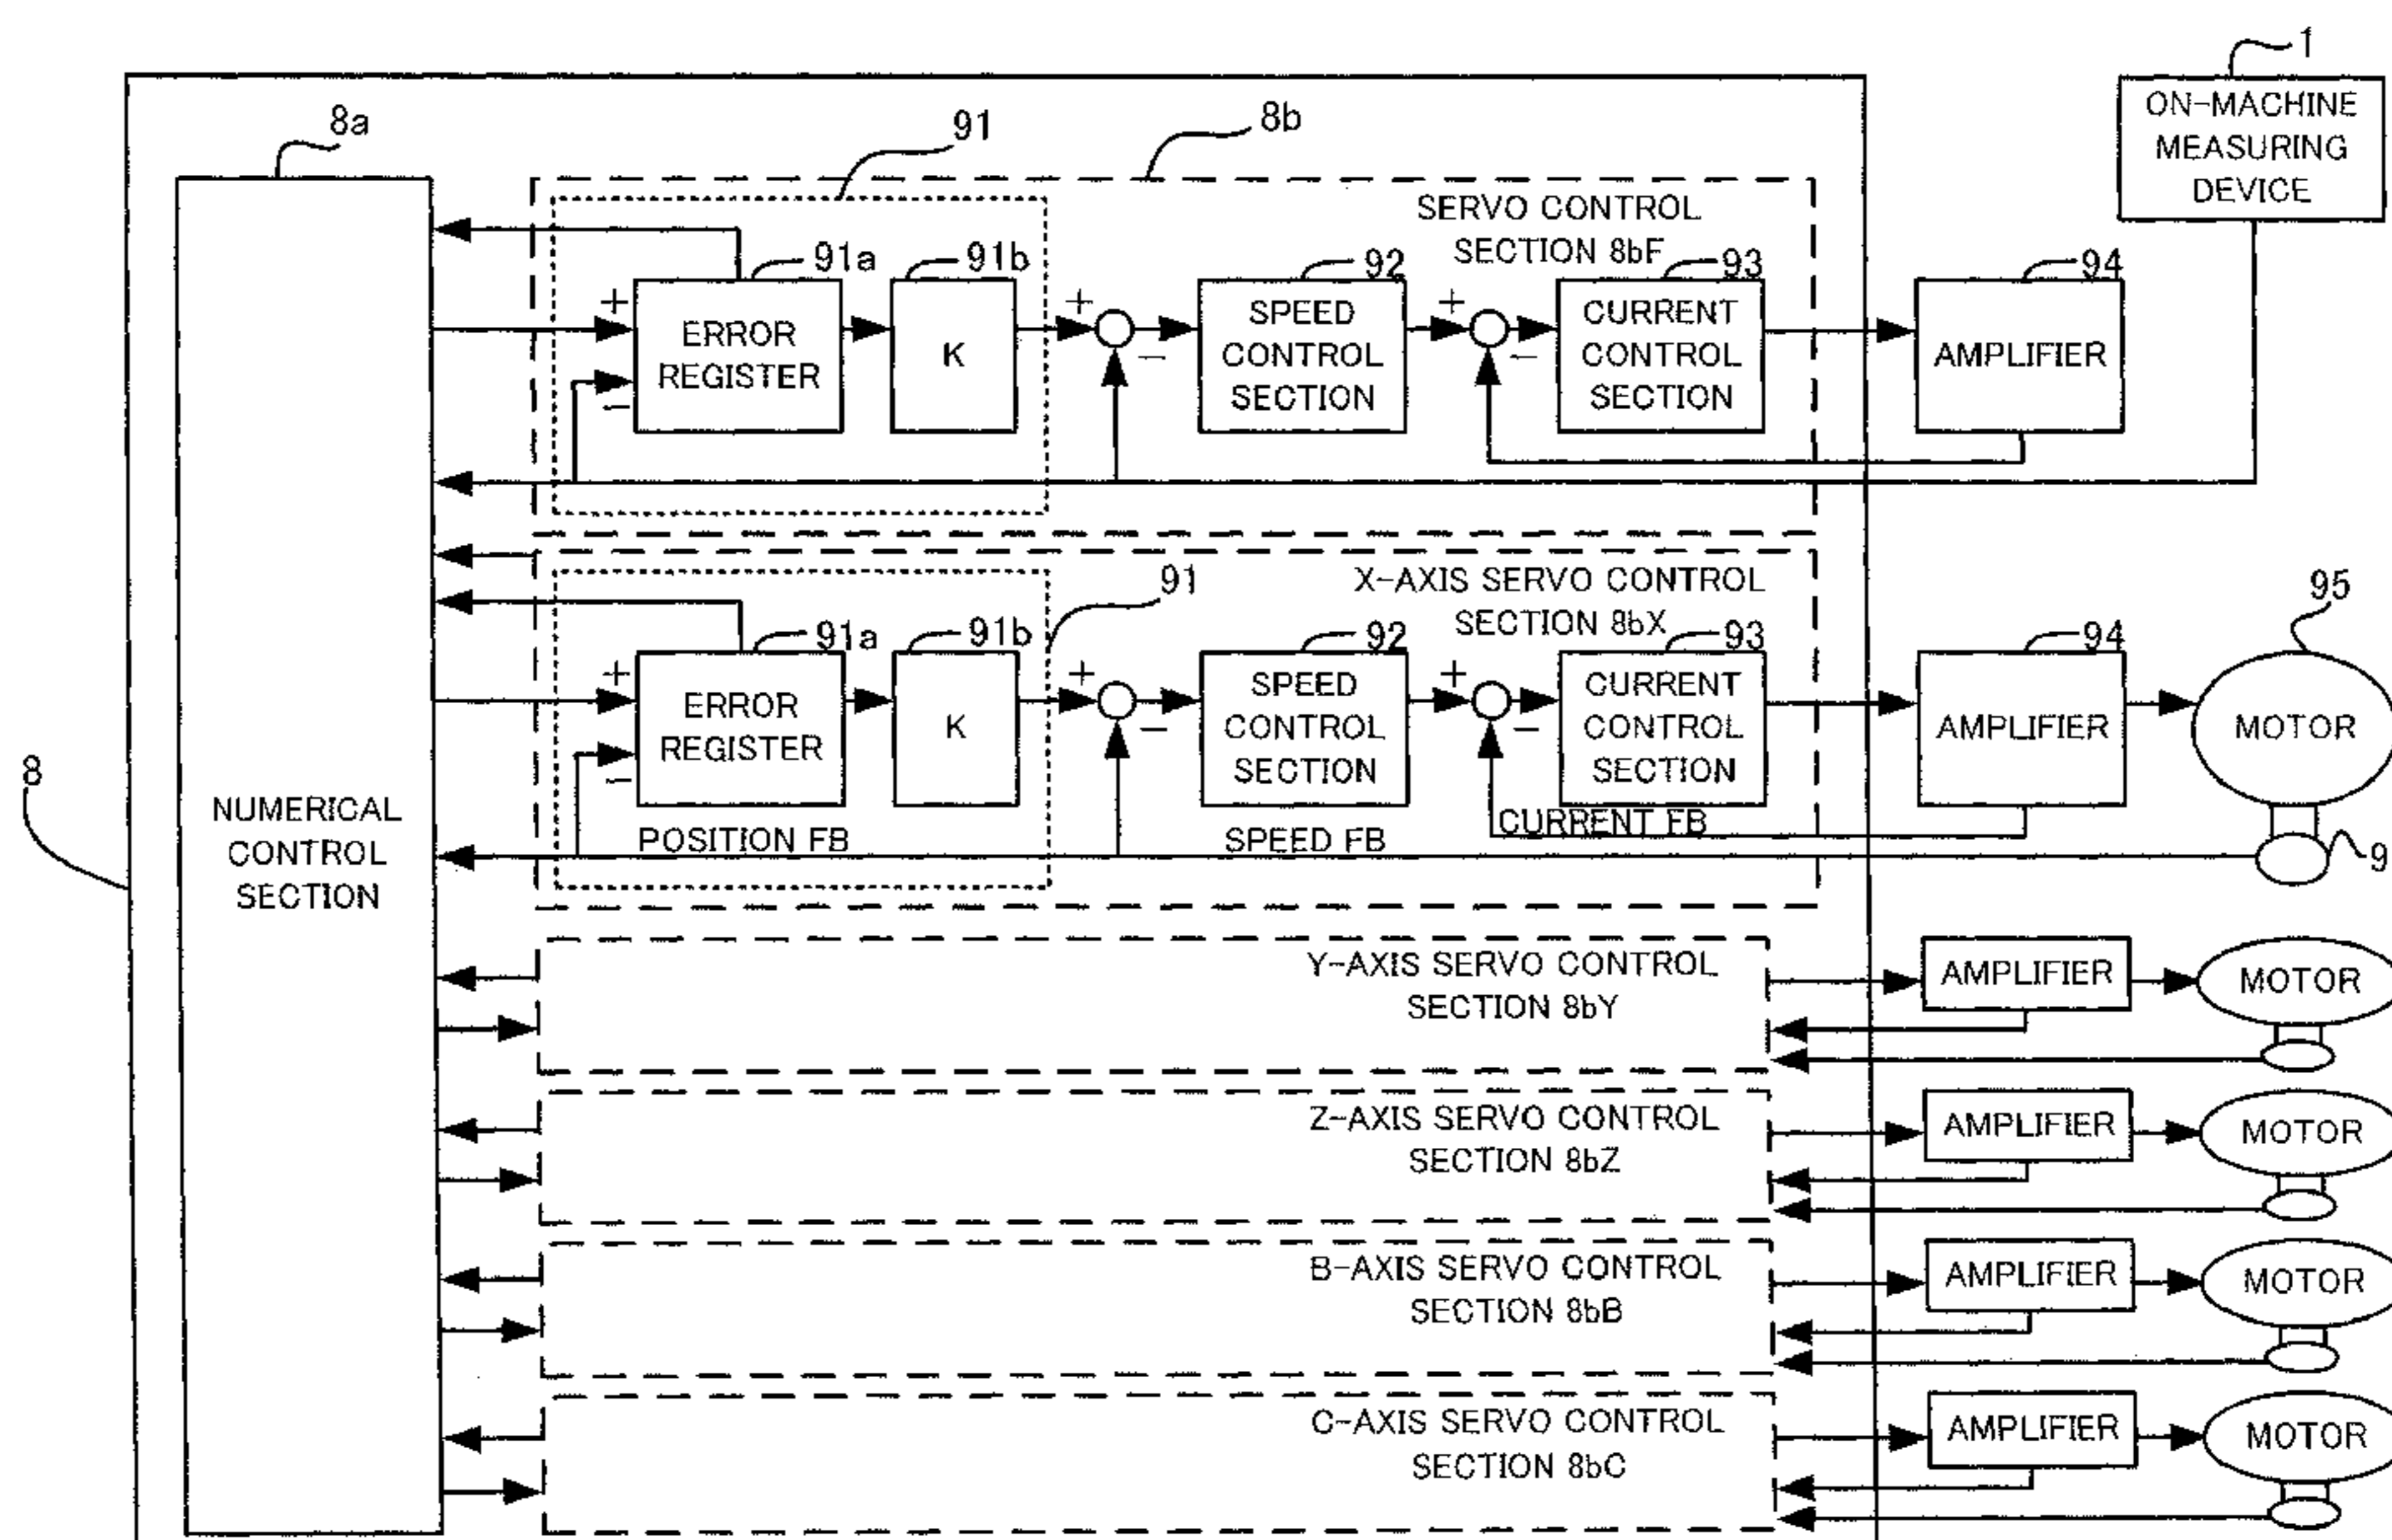 1
ON-MACHINE
MEASURING
DEVICE
8a
91
8b
SERVO CONTROL
SECTION 8bF
91a
91b
92
93
94
+
ERROR
REGISTER
−
K
+
−
SPEED
CONTROL
SECTION
+
−
CURRENT
CONTROL
SECTION
AMPLIFIER
X-AXIS SERVO CONTROL
SECTION 8bX
91
95
91a
91b
92
93
94
+
ERROR
REGISTER
−
K
+
−
SPEED
CONTROL
SECTION
+
−
CURRENT
CONTROL
SECTION
AMPLIFIER
MOTOR
8
NUMERICAL
CONTROL
SECTION
POSITION FB
SPEED FB
CURRENT FB
9
Y-AXIS SERVO CONTROL
SECTION 8bY
AMPLIFIER
MOTOR
Z-AXIS SERVO CONTROL
SECTION 8bZ
AMPLIFIER
MOTOR
B-AXIS SERVO CONTROL
SECTION 8bB
AMPLIFIER
MOTOR
C-AXIS SERVO CONTROL
SECTION 8bC
AMPLIFIER
MOTOR